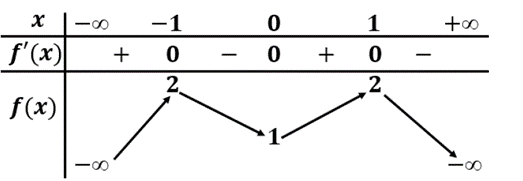 x −∞ −1 0 1 +∞
f′(x) + 0 − 0 + 0 −
2 2
f(x)
1
−∞ −∞